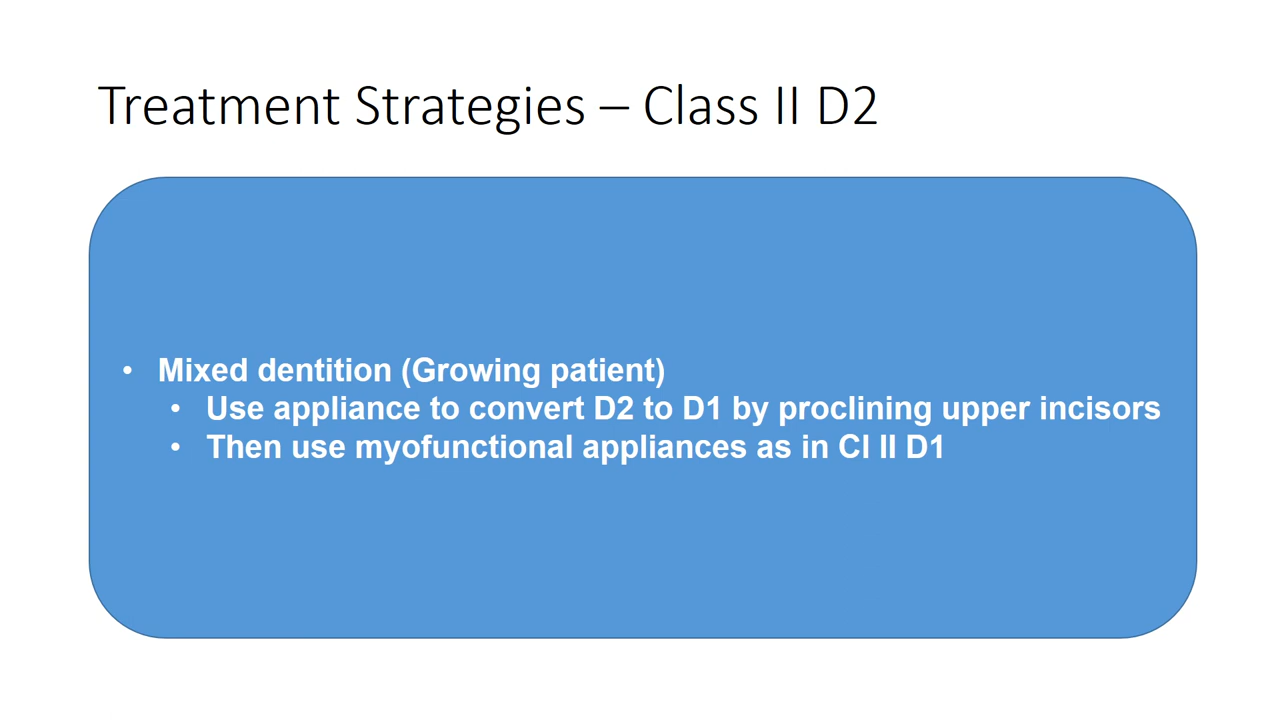 Treatment Strategies – Class II D2
• Mixed dentition (Growing patient)
• Use appliance to convert D2 to D1 by proclining upper incisors
• Then use myofunctional appliances as in Cl II D1